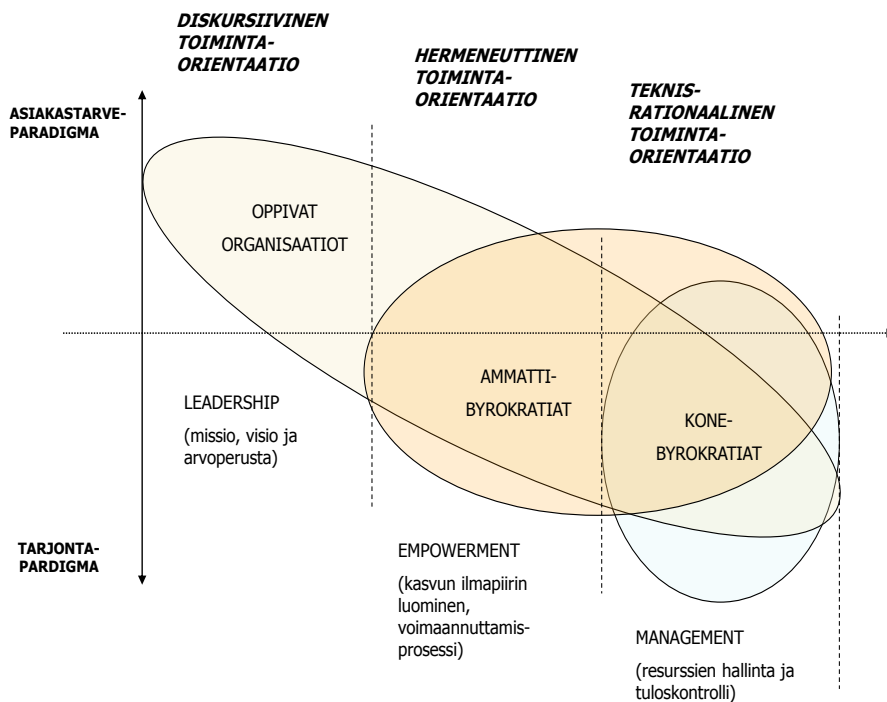 DISKURSIIVINEN
TOIMINTA-
ORIENTAATIO
HERMENEUTTINEN
TOIMINTA-
ORIENTAATIO
TEKNIS-
RATIONAALINEN
TOIMINTA-
ORIENTAATIO
ASIAKASTARVE-
PARADIGMA
OPPIVAT
ORGANISAATIOT
AMMATTI-
BYROKRATIAT
KONE-
BYROKRATIAT
LEADERSHIP
(missio, visio ja
arvoperusta)
TARJONTA-
PARDIGMA
EMPOWERMENT
(kasvun ilmapiirin
luominen,
voimaannuttamis-
prosessi)
MANAGEMENT
(resurssien hallinta ja
tuloskontrolli)